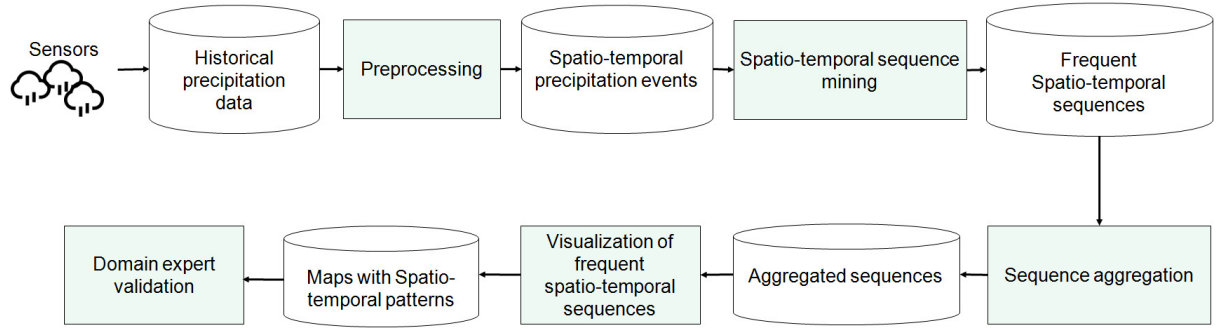 Sensors
Historical
precipitation
data
Preprocessing
Spatio-temporal
precipitation events
Spatio-temporal sequence
mining
Frequent
Spatio-temporal
sequences
Domain expert
validation
Maps with Spatio-
temporal patterns
Visualization of
frequent
spatio-temporal
sequences
Aggregated sequences
Sequence aggregation